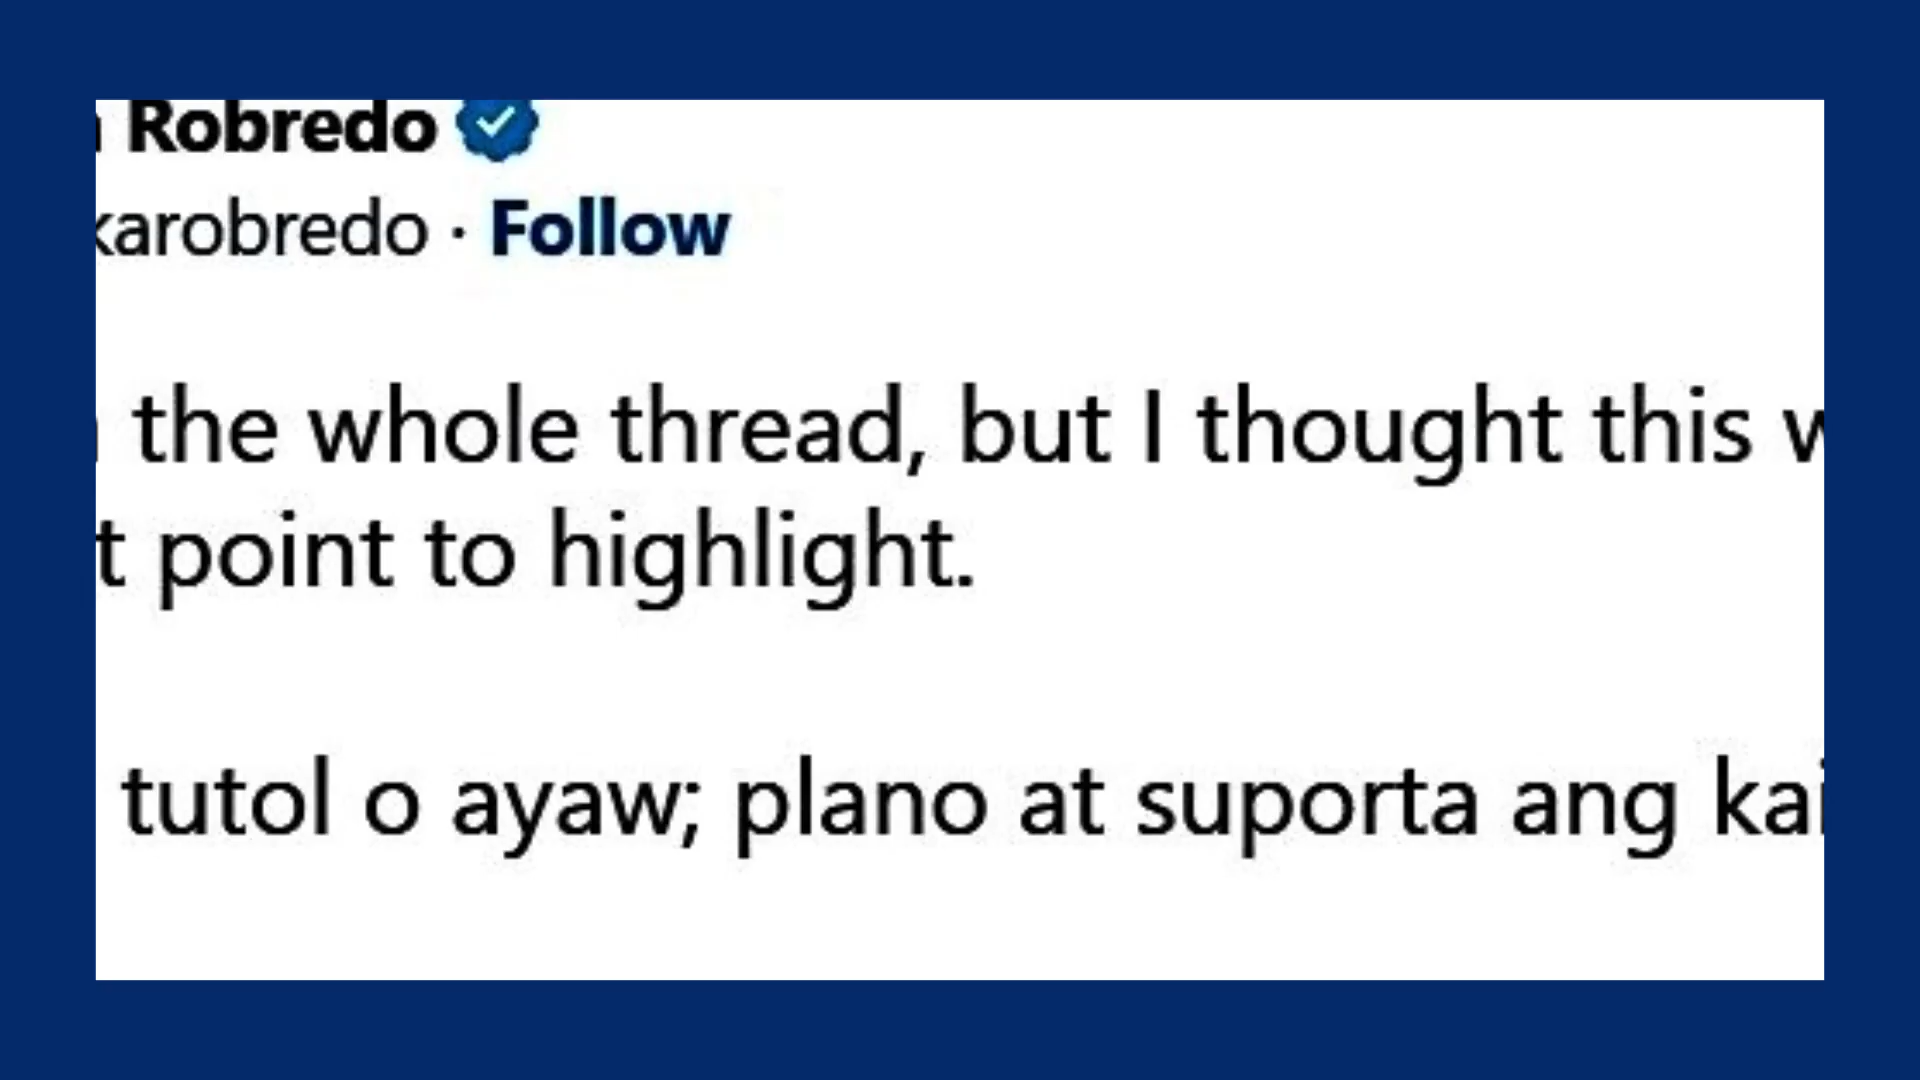 Robredo
karobredo · Follow
the whole thread, but I thought this
point to highlight.
tutol o ayaw; plano at suporta ang